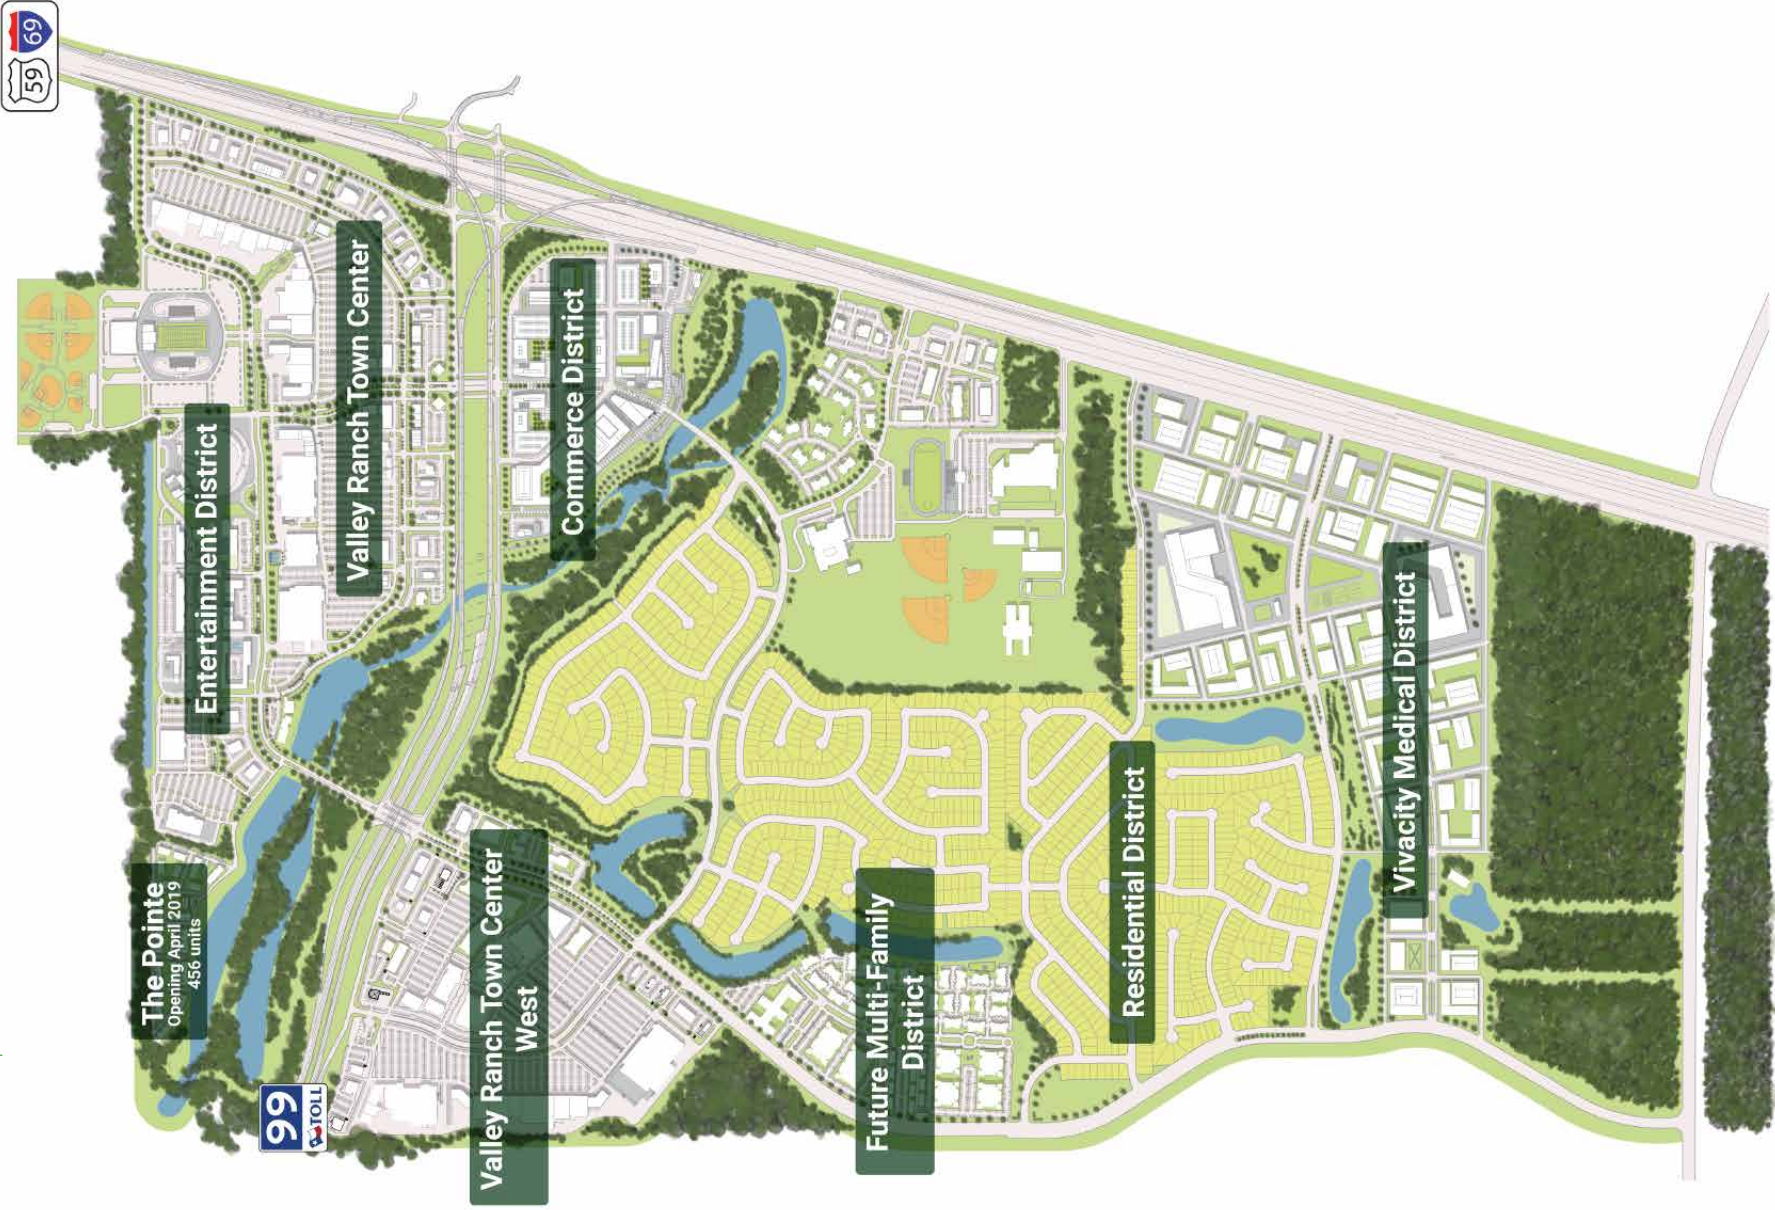 59
69
The Pointe
Opening April 2019
456 units
Entertainment District
Valley Ranch Town Center
99
TOLL
Valley Ranch Town Center
West
Commerce District
Future Multi-Family
District
Residential District
Vivacity Medical District